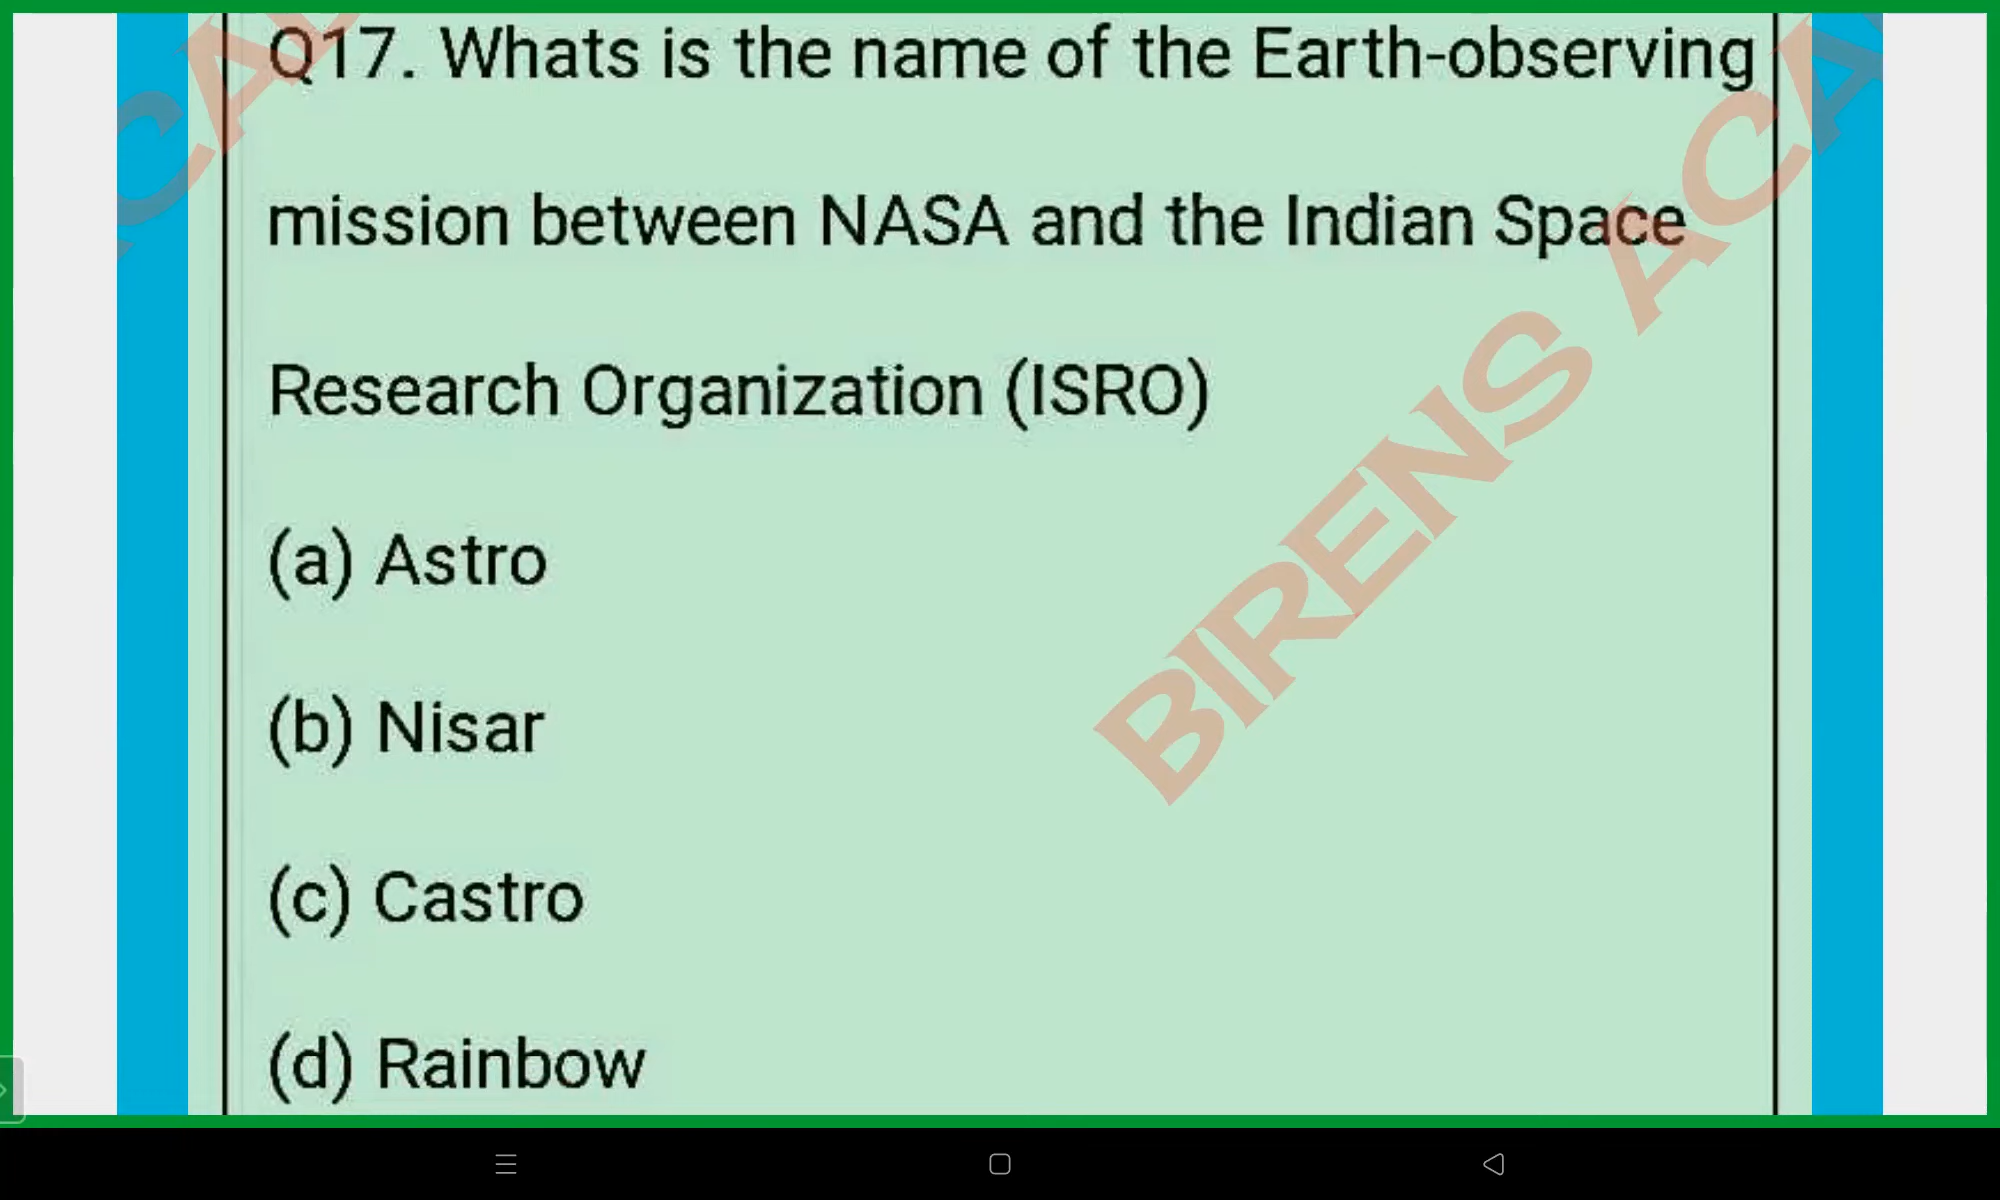 Q17. Whats is the name of the Earth-observing
mission between NASA and the Indian Space
Research Organization (ISRO)
(a) Astro
(b) Nisar
(c) Castro
(d) Rainbow
BIRENS ACA
CA